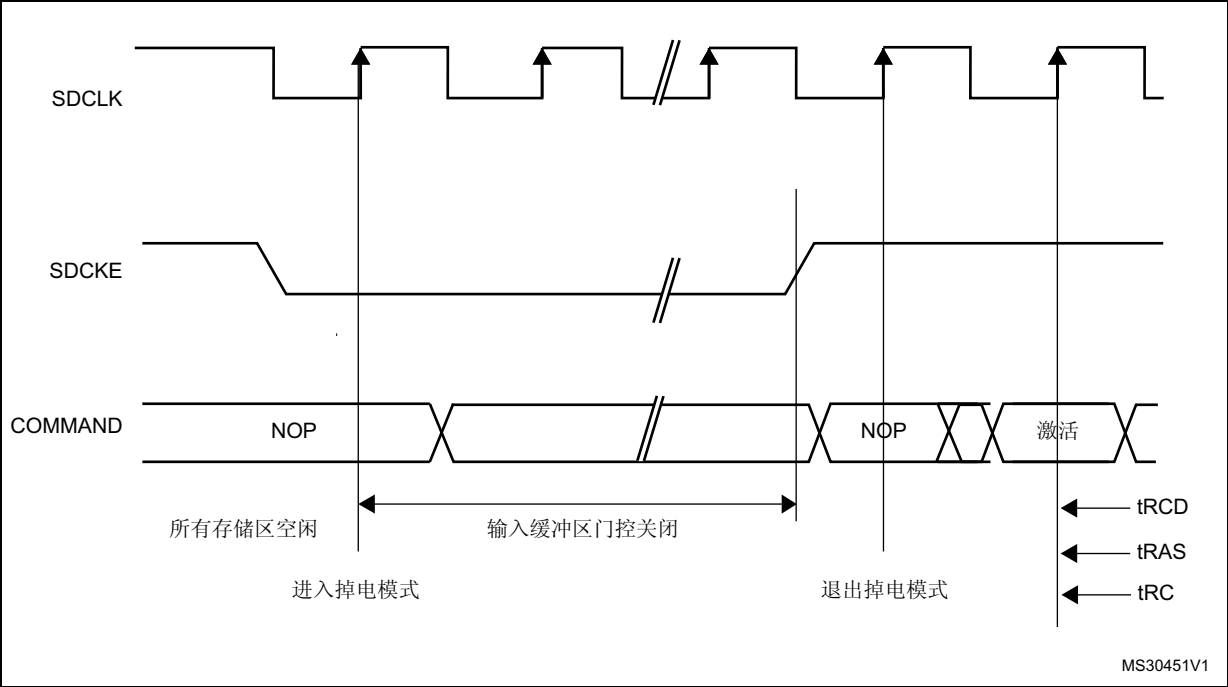 SDCLK
SDCKE
COMMAND
NOP
NOP
激活
所有存储区空闲
输入缓冲区门控关闭
进入掉电模式
退出掉电模式
tRCD
tRAS
tRC
MS30451V1